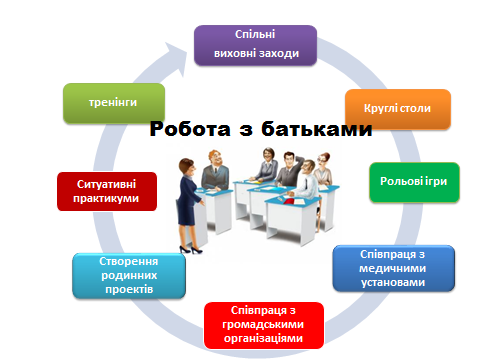 Спільні
виховні заходи
тренінги
Круглі столи
Робота з батьками
Ситуативні
практикуми
Рольові ігри
Створення
родинних
проектів
Співпраця з
медичними
установами
Співпраця з
громадськими
організаціями